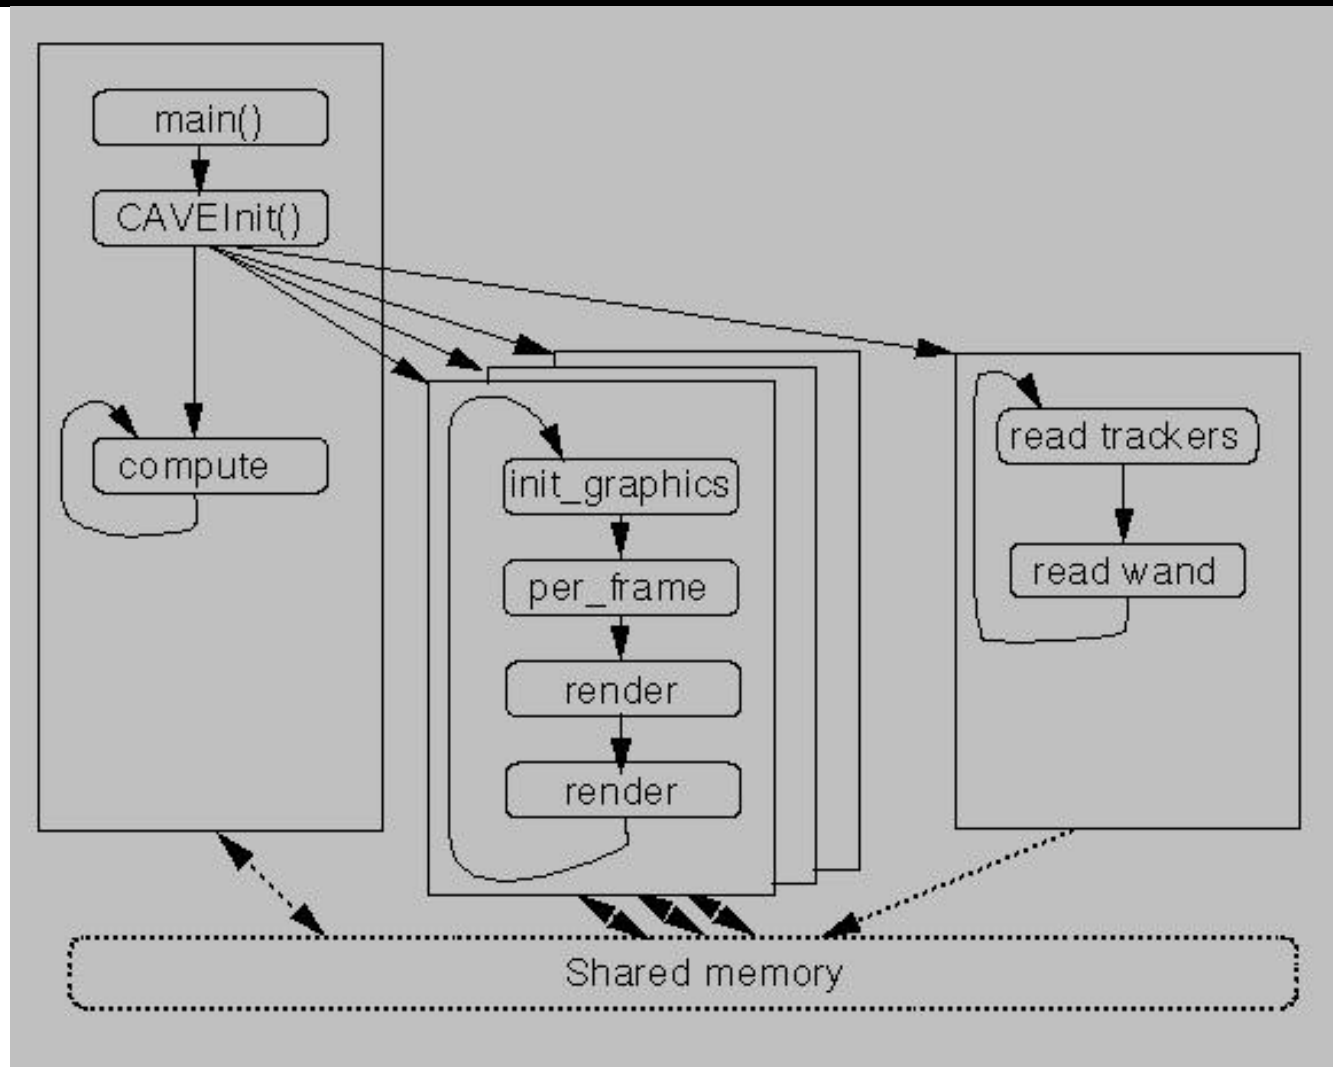 main()
CAVEInit()
compute
init_graphics
per_frame
render
render
read trackers
read wand
Shared memory